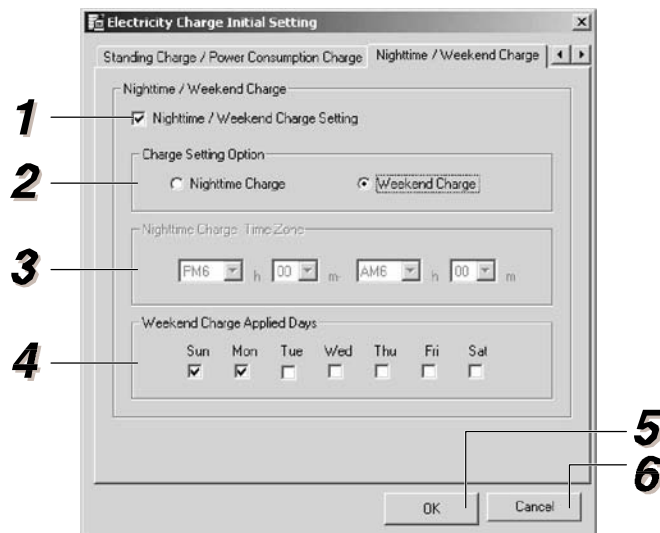 Electricity Charge Initial Setting
Standing Charge / Power Consumption Charge Nighttime / Weekend Charge
Nighttime / Weekend Charge
1 Nighttime / Weekend Charge Setting
Charge Setting Option
2 Nighttime Charge Weekend Charge
Nighttime Charge Time Zone
3 PM6 h 00 m AM6 h 00 m
Weekend Charge Applied Days
Sun Mon Tue Wed Thu Fri Sat
4
5
6
OK Cancel